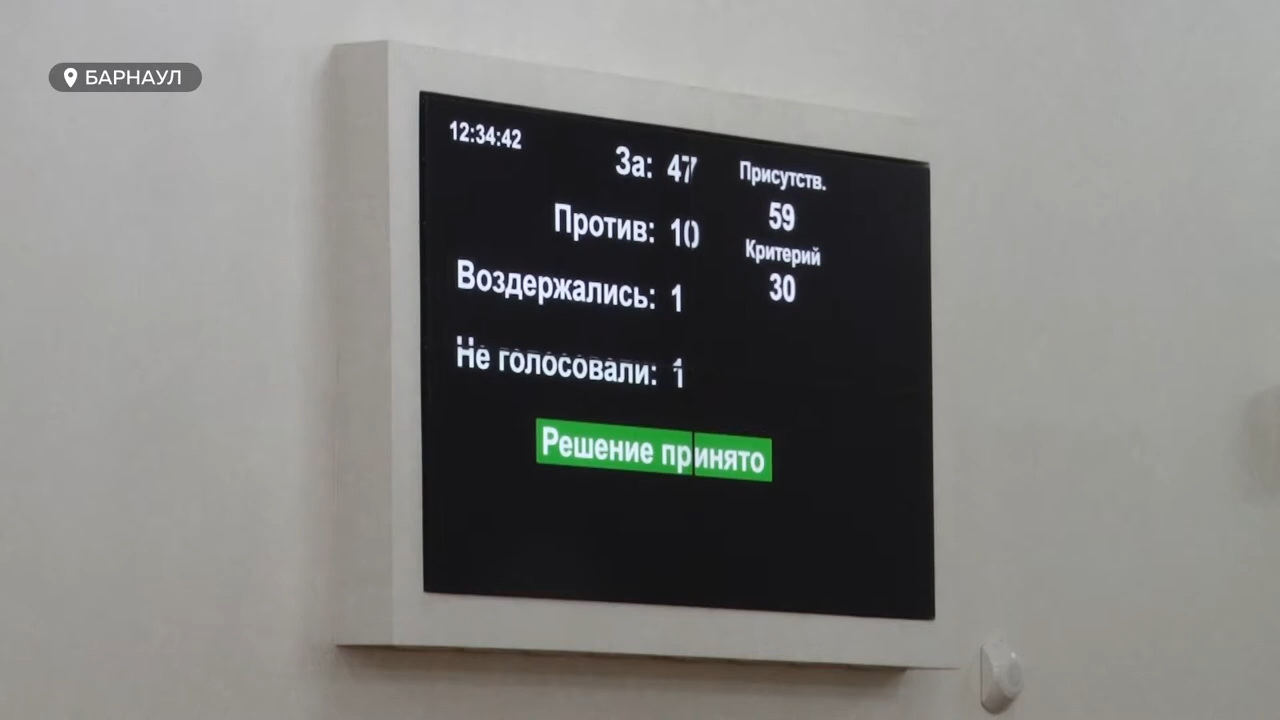 БАРНАУЛ
12:34:42
За: 47
Присутств.
59
Против: 10
Критерий
30
Воздержались: 1
Не голосовали: 1
Решение принято